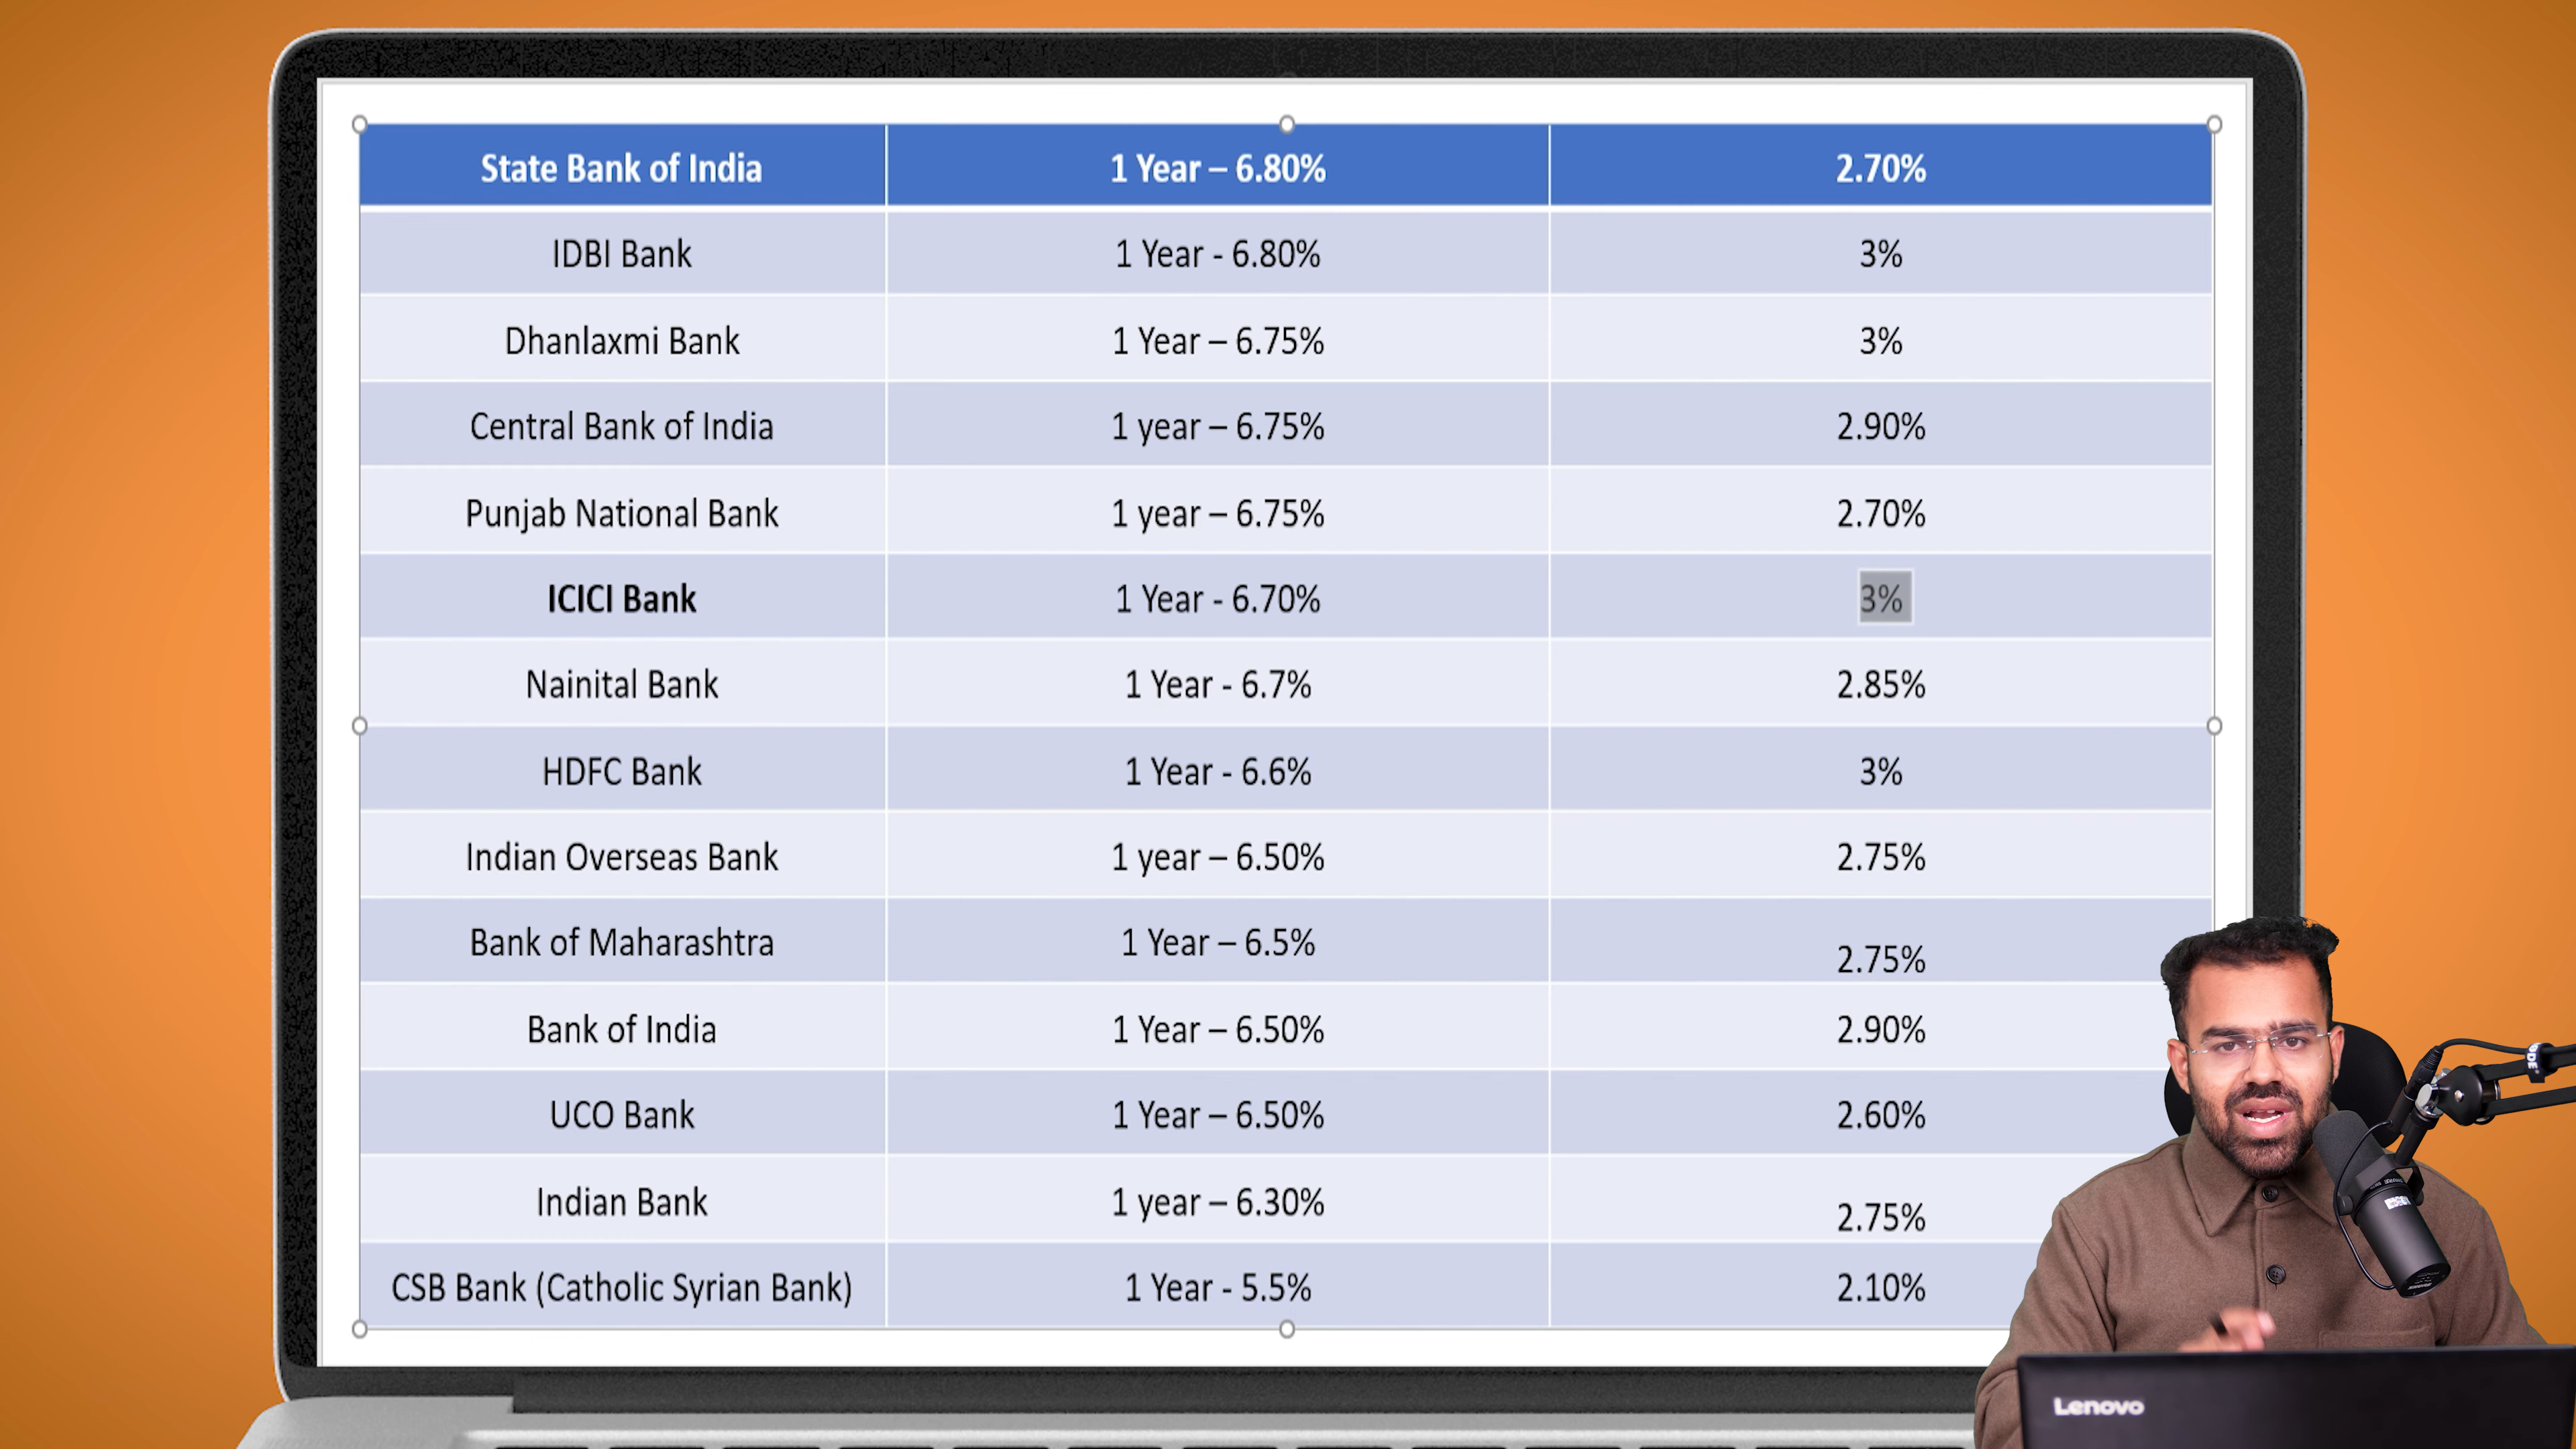 State Bank of India 1 Year – 6.80% 2.70%
IDBI Bank 1 Year - 6.80% 3%
Dhanlaxmi Bank 1 Year – 6.75% 3%
Central Bank of India 1 year – 6.75% 2.90%
Punjab National Bank 1 year – 6.75% 2.70%
ICICI Bank 1 Year - 6.70% 3%
Nainital Bank 1 Year - 6.7% 2.85%
HDFC Bank 1 Year - 6.6% 3%
Indian Overseas Bank 1 year – 6.50% 2.75%
Bank of Maharashtra 1 Year – 6.5% 2.75%
Bank of India 1 Year – 6.50% 2.90%
UCO Bank 1 Year – 6.50% 2.60%
Indian Bank 1 year – 6.30% 2.75%
CSB Bank (Catholic Syrian Bank) 1 Year - 5.5% 2.10%
Lenovo